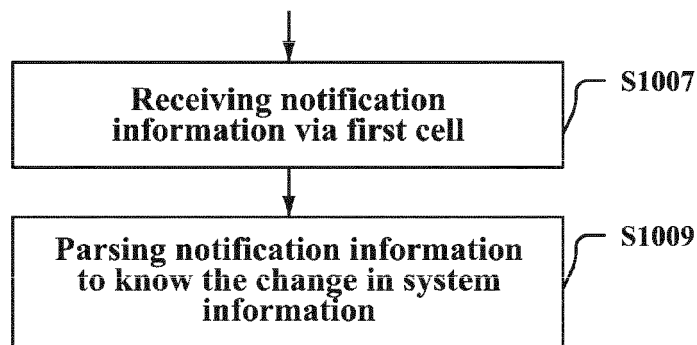 Receiving notification
information via first cell
S1007
Parsing notification information
to know the change in system
information
S1009